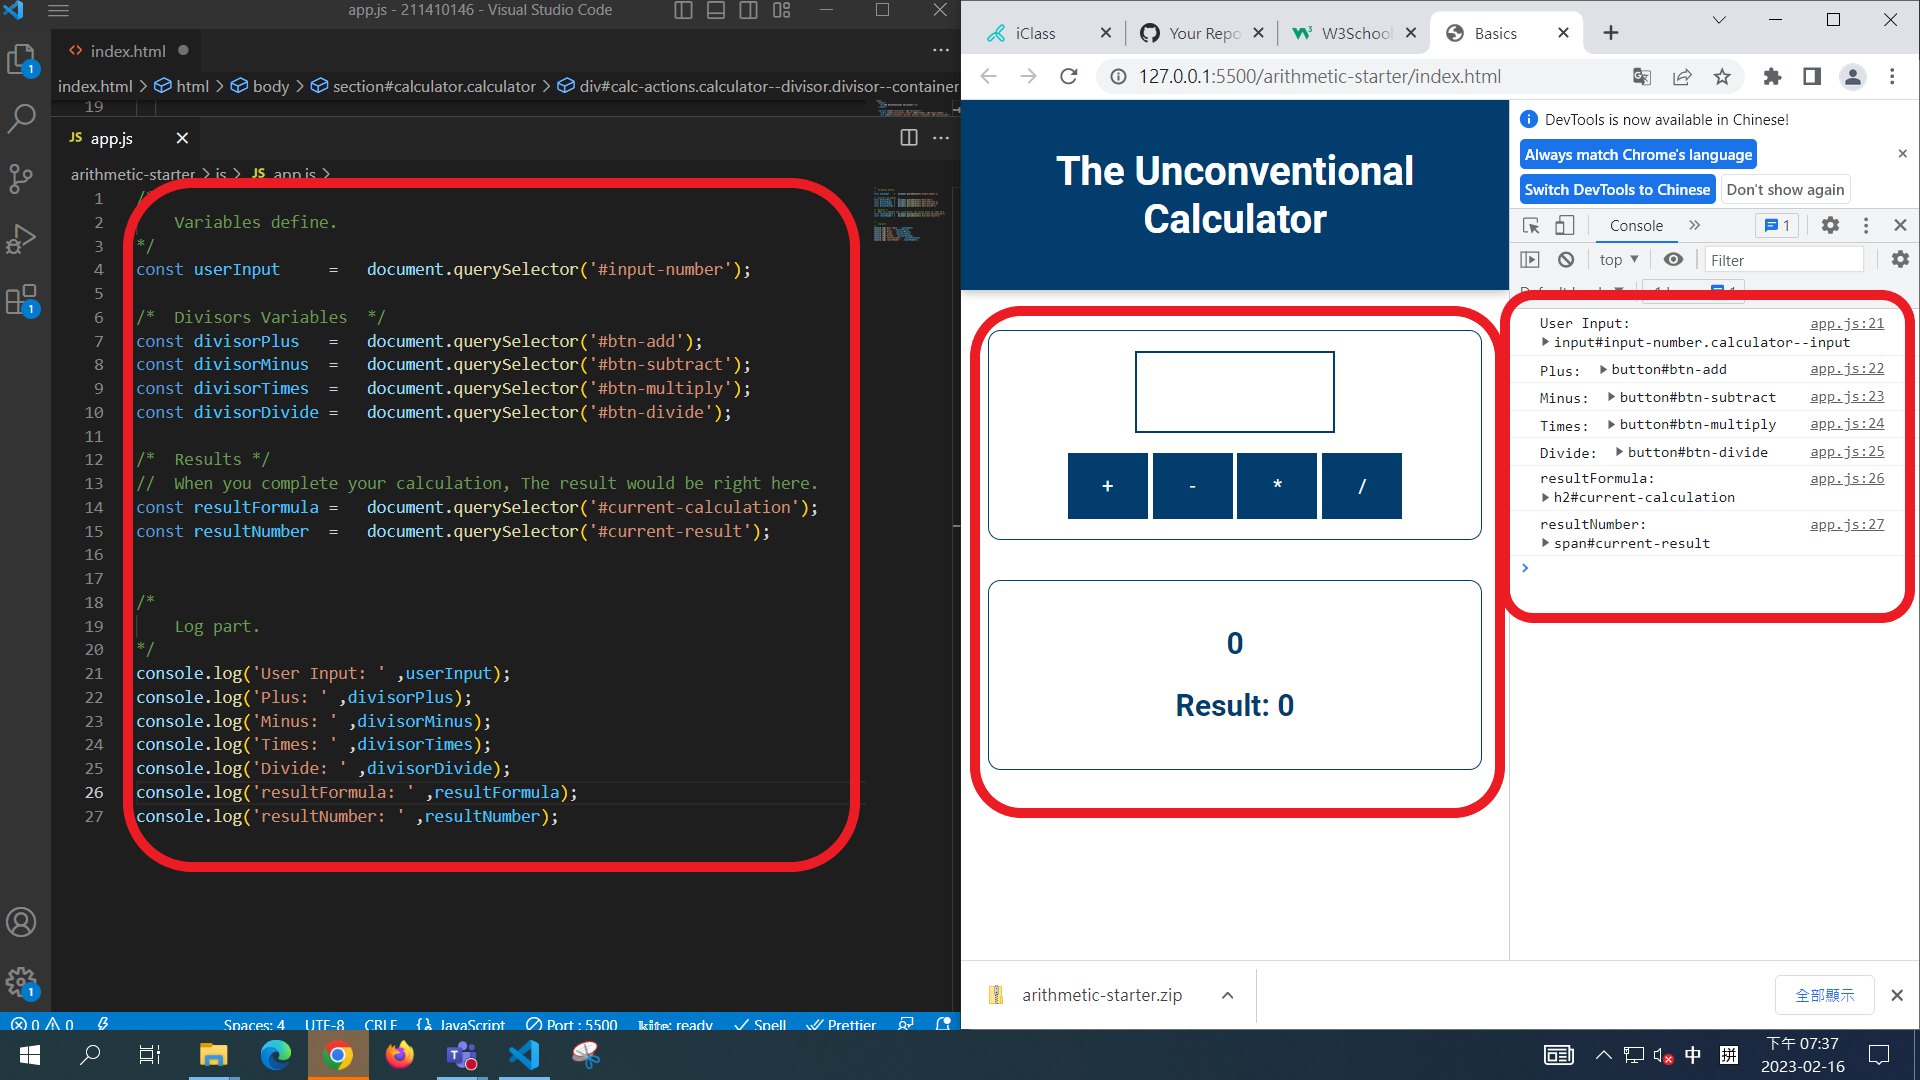 app.js - 211410146 - Visual Studio Code
index.html
index.html > html > body > section#calculator.calculator > div#calc-actions.calculator--divisor.divisor--container
19
JS app.js
arithmetic-starter > js > JS app.js >
1 /*
2     Variables define.
3 */
4 const userInput     =   document.querySelector('#input-number');
5
6 /*  Divisors Variables  */
7 const divisorPlus   =   document.querySelector('#btn-add');
8 const divisorMinus  =   document.querySelector('#btn-subtract');
9 const divisorTimes  =   document.querySelector('#btn-multiply');
10 const divisorDivide =   document.querySelector('#btn-divide');
11
12 /*  Results */
13 //  When you complete your calculation, The result would be right here.
14 const resultFormula =   document.querySelector('#current-calculation');
15 const resultNumber  =   document.querySelector('#current-result');
16
17
18 /*
19     Log part.
20 */
21 console.log('User Input: ' ,userInput);
22 console.log('Plus: ' ,divisorPlus);
23 console.log('Minus: ' ,divisorMinus);
24 console.log('Times: ' ,divisorTimes);
25 console.log('Divide: ' ,divisorDivide);
26 console.log('resultFormula: ' ,resultFormula);
27 console.log('resultNumber: ' ,resultNumber);
1
1
1
0 0 Spaces: 4 UTF-8 CRLF {} JavaScript Port : 5500 kite: ready Spell Prettier
iClass Your Repo W3School Basics
127.0.0.1:5500/arithmetic-starter/index.html
The Unconventional
Calculator
+ - * /
0
Result: 0
DevTools is now available in Chinese!
Always match Chrome's language
Switch DevTools to Chinese Don't show again
Console 1
top Filter
User Input: app.js:21
input#input-number.calculator--input
Plus: button#btn-add app.js:22
Minus: button#btn-subtract app.js:23
Times: button#btn-multiply app.js:24
Divide: button#btn-divide app.js:25
resultFormula: app.js:26
h2#current-calculation
resultNumber: app.js:27
span#current-result
arithmetic-starter.zip
全部顯示
中 拼
下午 07:37
2023-02-16